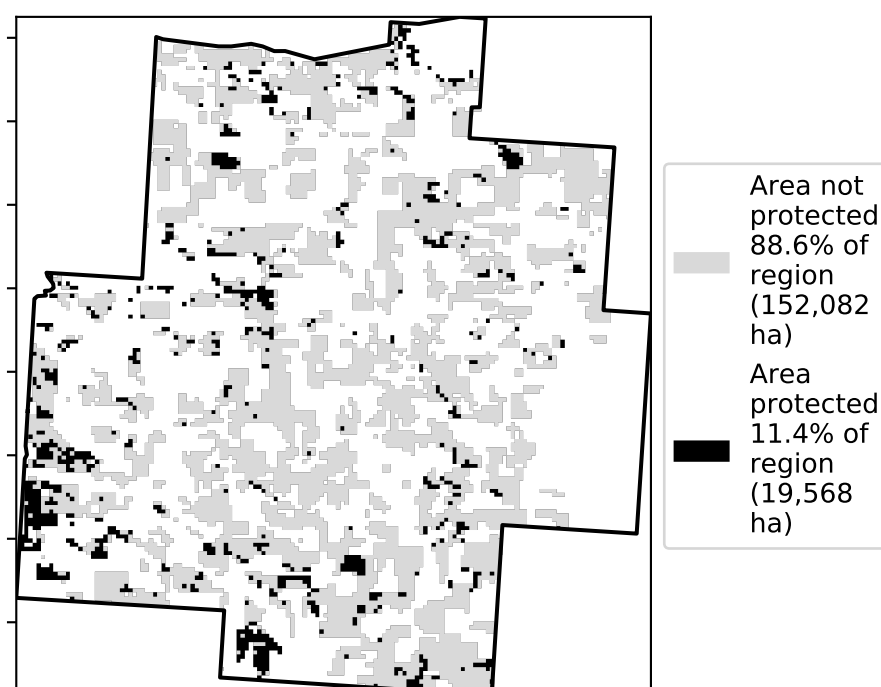 Area not
protected
88.6% of
region
(152,082
ha)
Area
protected
11.4% of
region
(19,568
ha)